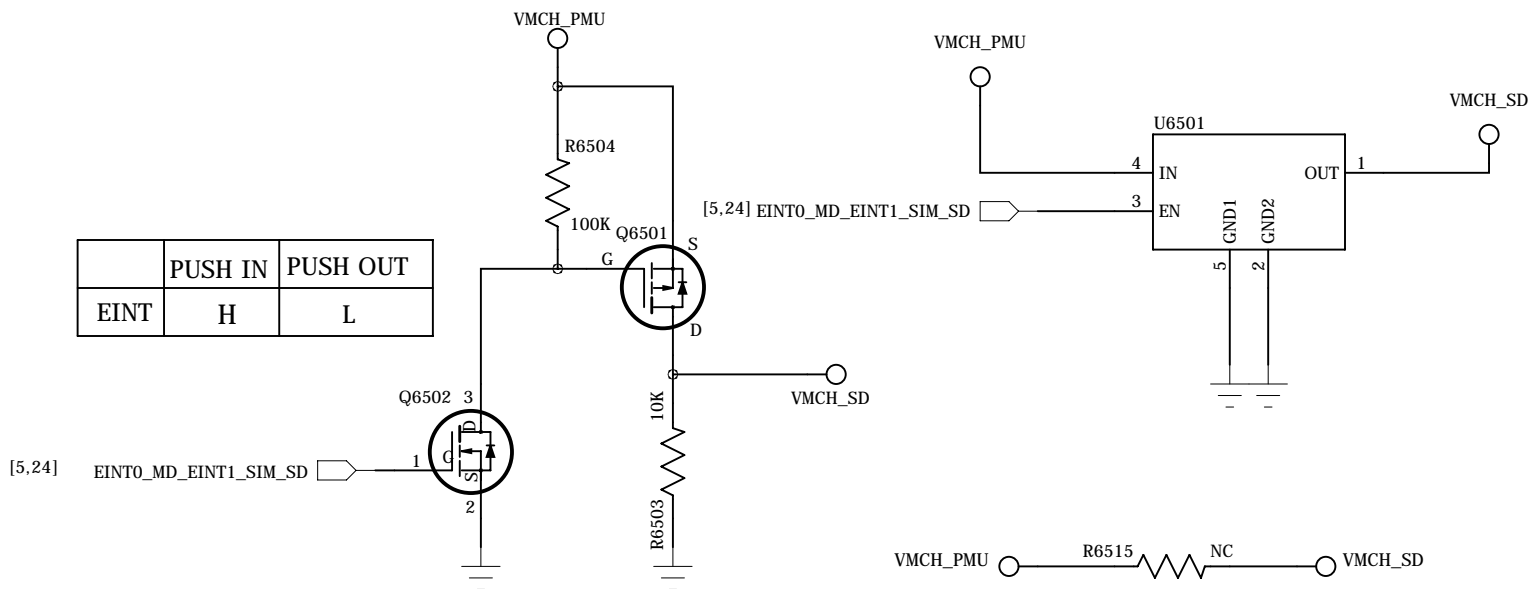 VMCH_PMU
R6504
100K
Q6501
S
G
D
PUSH IN PUSH OUT
EINT H L
Q6502 3
D
G
S
1
2
[5,24] EINT0_MD_EINT1_SIM_SD
VMCH_SD
10K
R6503
VMCH_PMU
VMCH_SD
U6501
4 IN
OUT 1
[5,24] EINT0_MD_EINT1_SIM_SD
3 EN
GND1
GND2
5
2
VMCH_PMU R6515 NC VMCH_SD